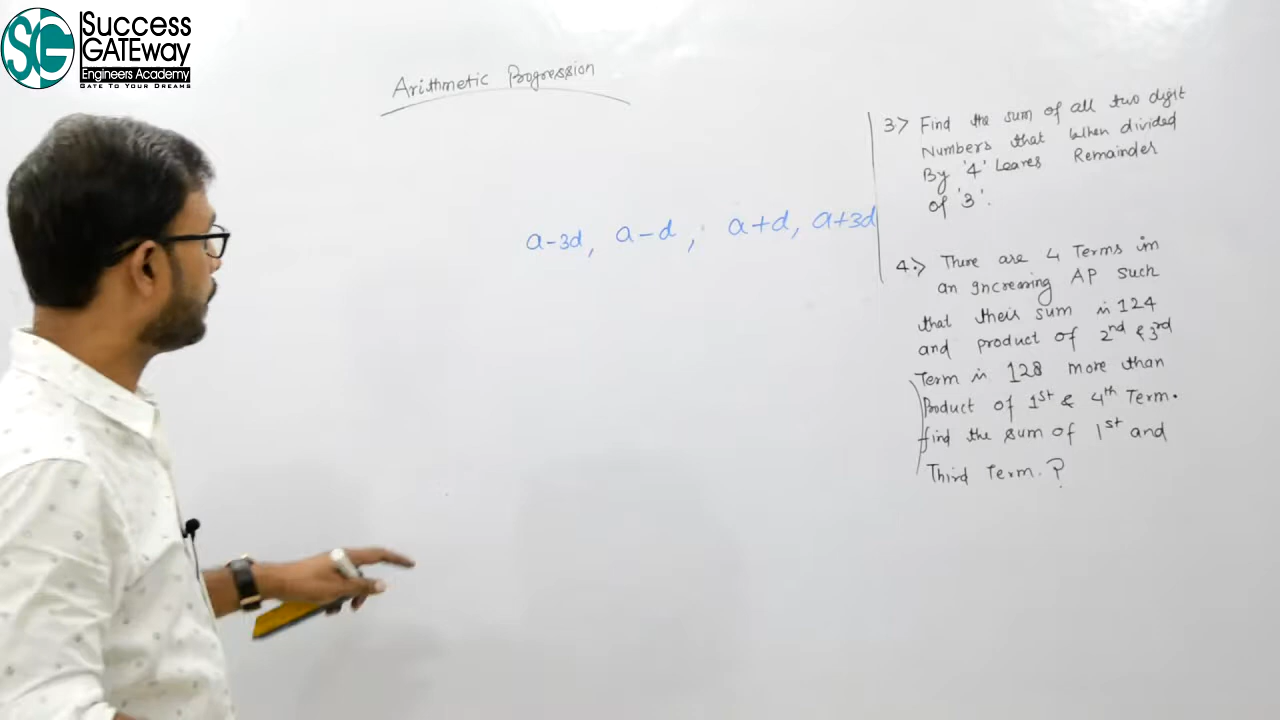 Success
GATEway
Engineers Academy
GATE TO YOUR DREAMS
SG
Arithmetic Progression
a-3d, a-d, a+d, a+3d
3> Find the sum of all two digit
Numbers that when divided
By '4' Leaves Remainder
of '3'.
4.> There are 4 Terms in
an Increasing AP such
that their sum is 124
and product of 2nd & 3rd
Term is 128 more than
Product of 1st & 4th Term.
find the sum of 1st and
Third Term. ?